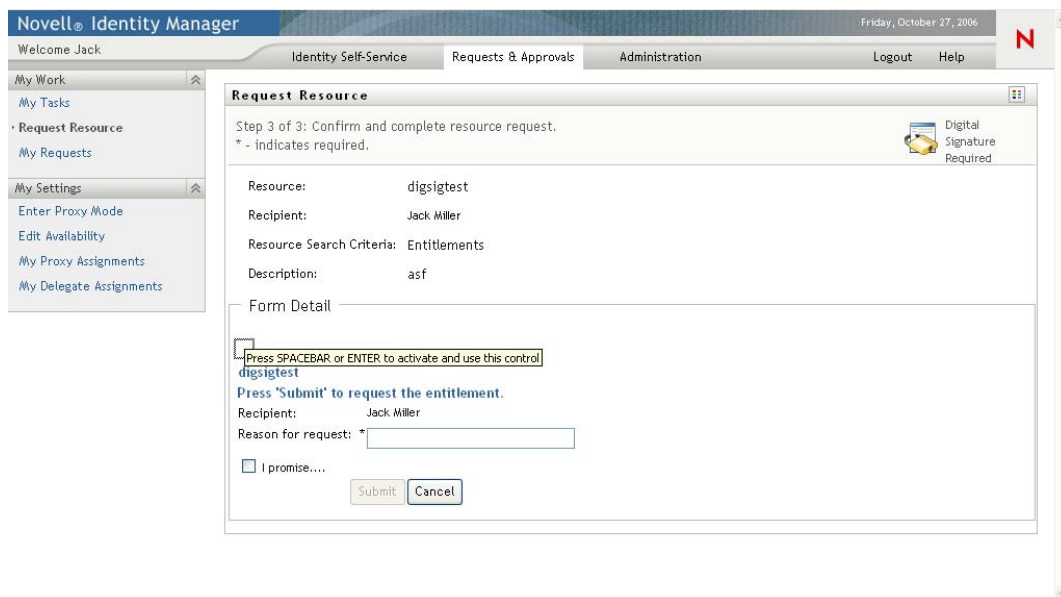 Novell® Identity Manager
Friday, October 27, 2006
N
Welcome Jack
Identity Self-Service
Requests & Approvals
Administration
Logout
Help
My Work
My Tasks
Request Resource
My Requests
My Settings
Enter Proxy Mode
Edit Availability
My Proxy Assignments
My Delegate Assignments
Request Resource
Step 3 of 3: Confirm and complete resource request.
* - indicates required.
Digital
Signature
Required
Resource: digsigtest
Recipient: Jack Miller
Resource Search Criteria: Entitlements
Description: asf
Form Detail
Press SPACEBAR or ENTER to activate and use this control
digsigtest
Press 'Submit' to request the entitlement.
Recipient: Jack Miller
Reason for request: *
I promise....
Submit
Cancel